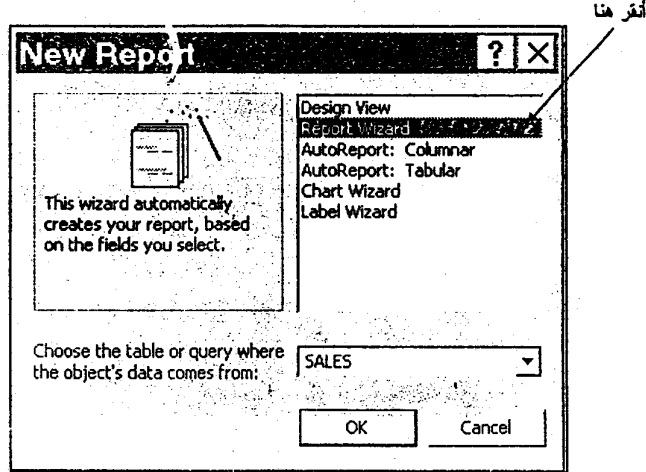 أنقر هنا
New Report
? X
Design View
Report Wizard
AutoReport: Columnar
AutoReport: Tabular
Chart Wizard
Label Wizard
This wizard automatically
creates your report, based
on the fields you select.
Choose the table or query where
the object's data comes from:
SALES
OK Cancel